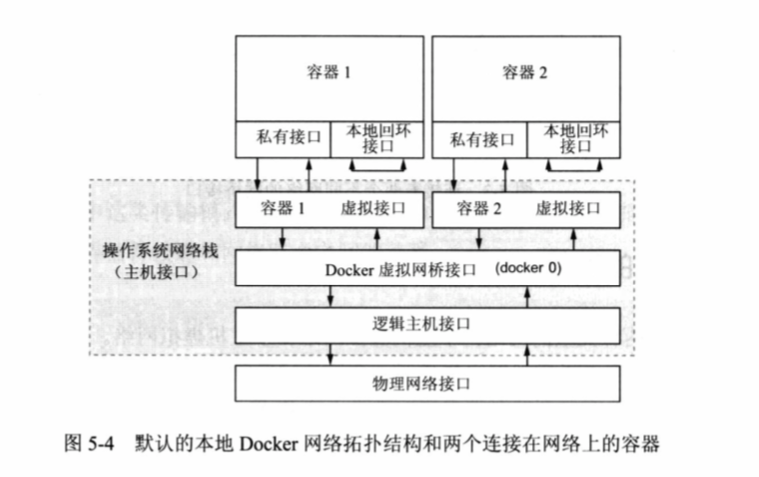 容器 1
容器 2
私有接口
本地回环
接口
私有接口
本地回环
接口
容器 1 虚拟接口
容器 2 虚拟接口
操作系统网络栈
（主机接口）
Docker 虚拟网桥接口 (docker 0)
逻辑主机接口
物理网络接口
图 5-4 默认的本地 Docker 网络拓扑结构和两个连接在网络上的容器